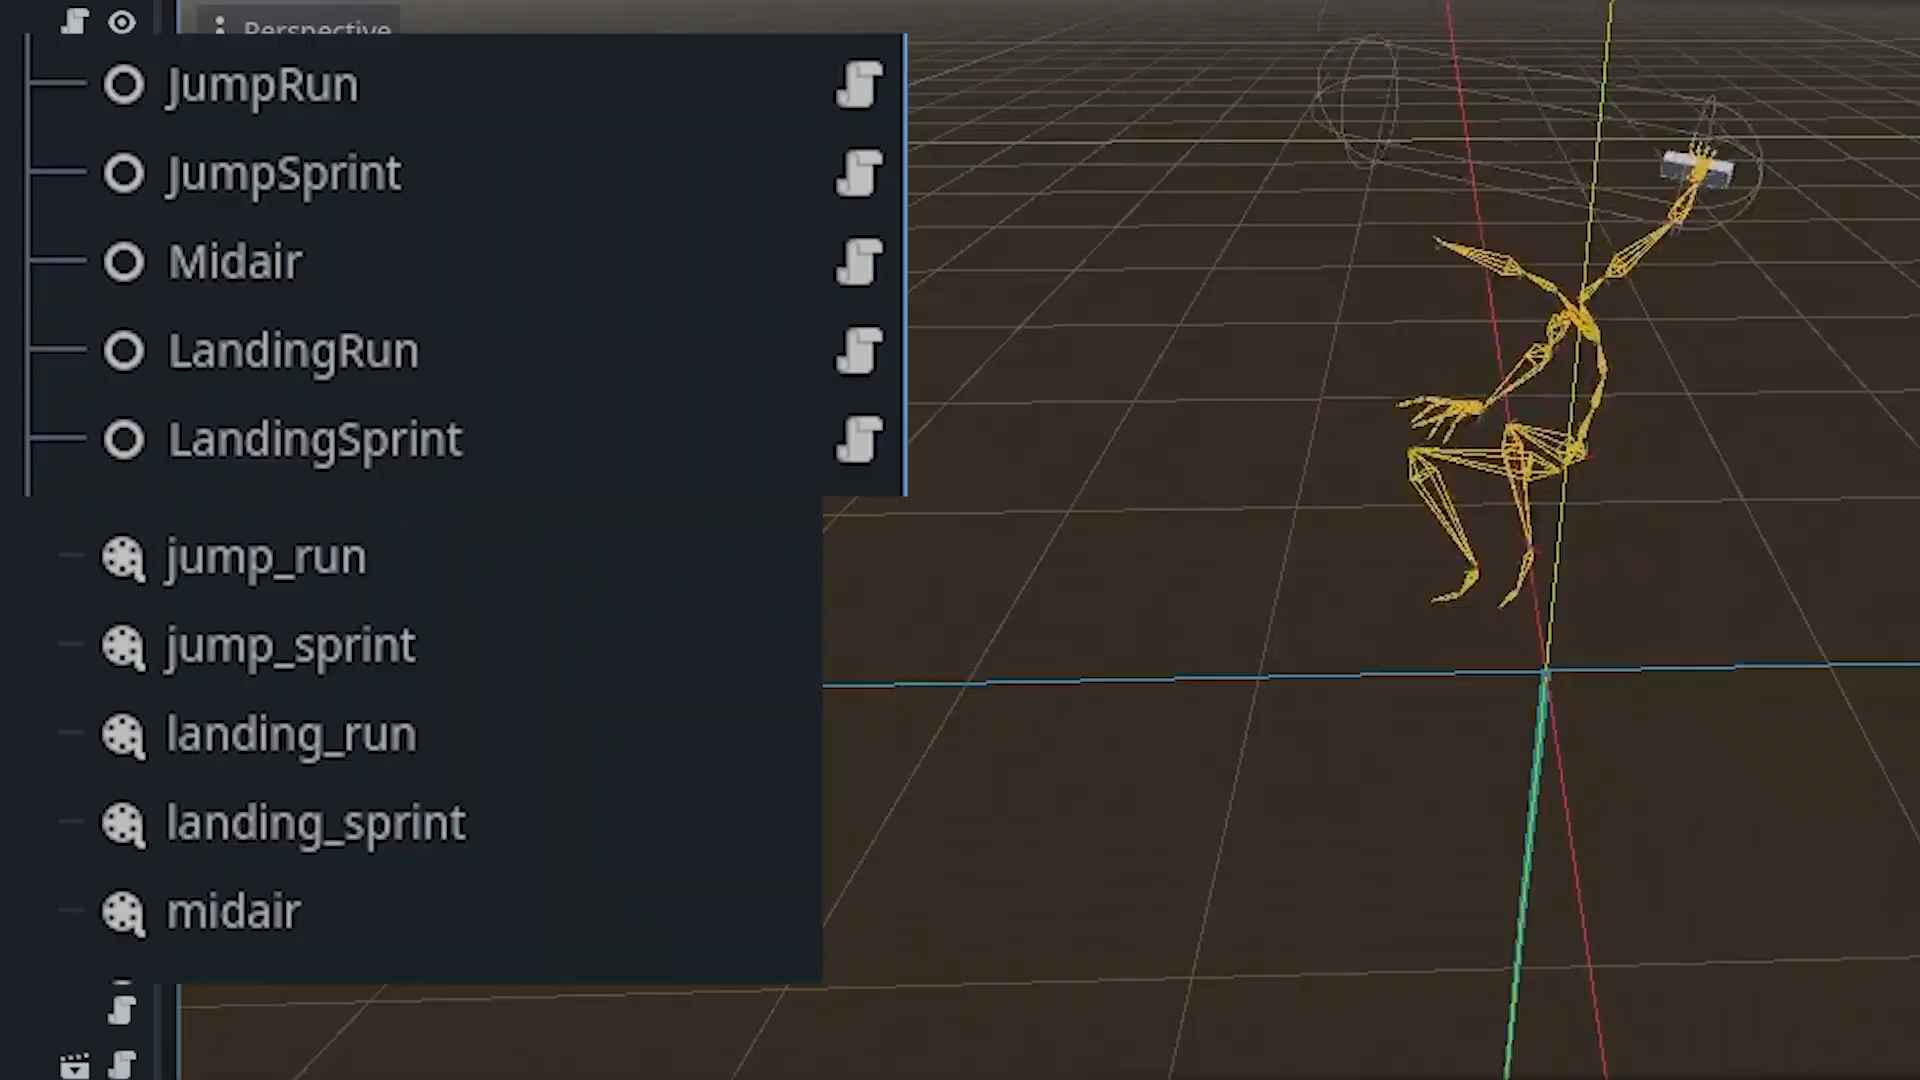 Perspective
JumpRun
JumpSprint
Midair
LandingRun
LandingSprint
jump_run
jump_sprint
landing_run
landing_sprint
midair